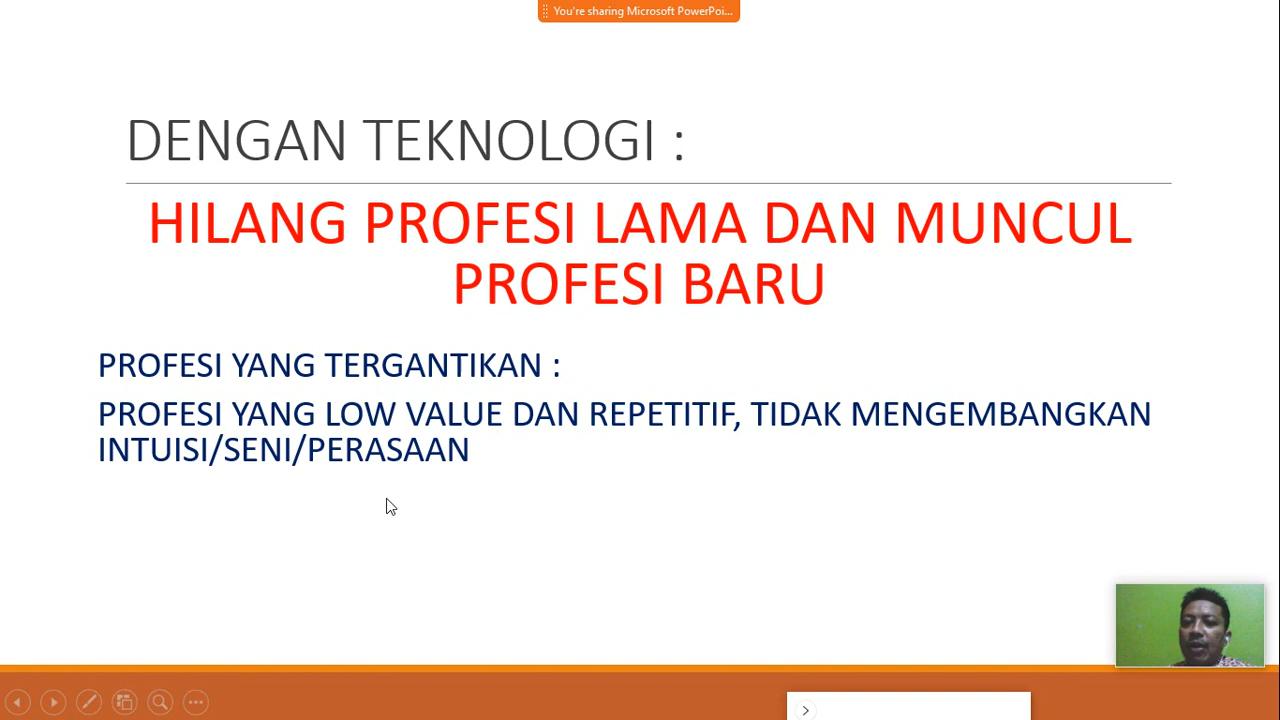 You're sharing Microsoft PowerPoi...
DENGAN TEKNOLOGI :
HILANG PROFESI LAMA DAN MUNCUL
PROFESI BARU
PROFESI YANG TERGANTIKAN :
PROFESI YANG LOW VALUE DAN REPETITIF, TIDAK MENGEMBANGKAN
INTUISI/SENI/PERASAAN